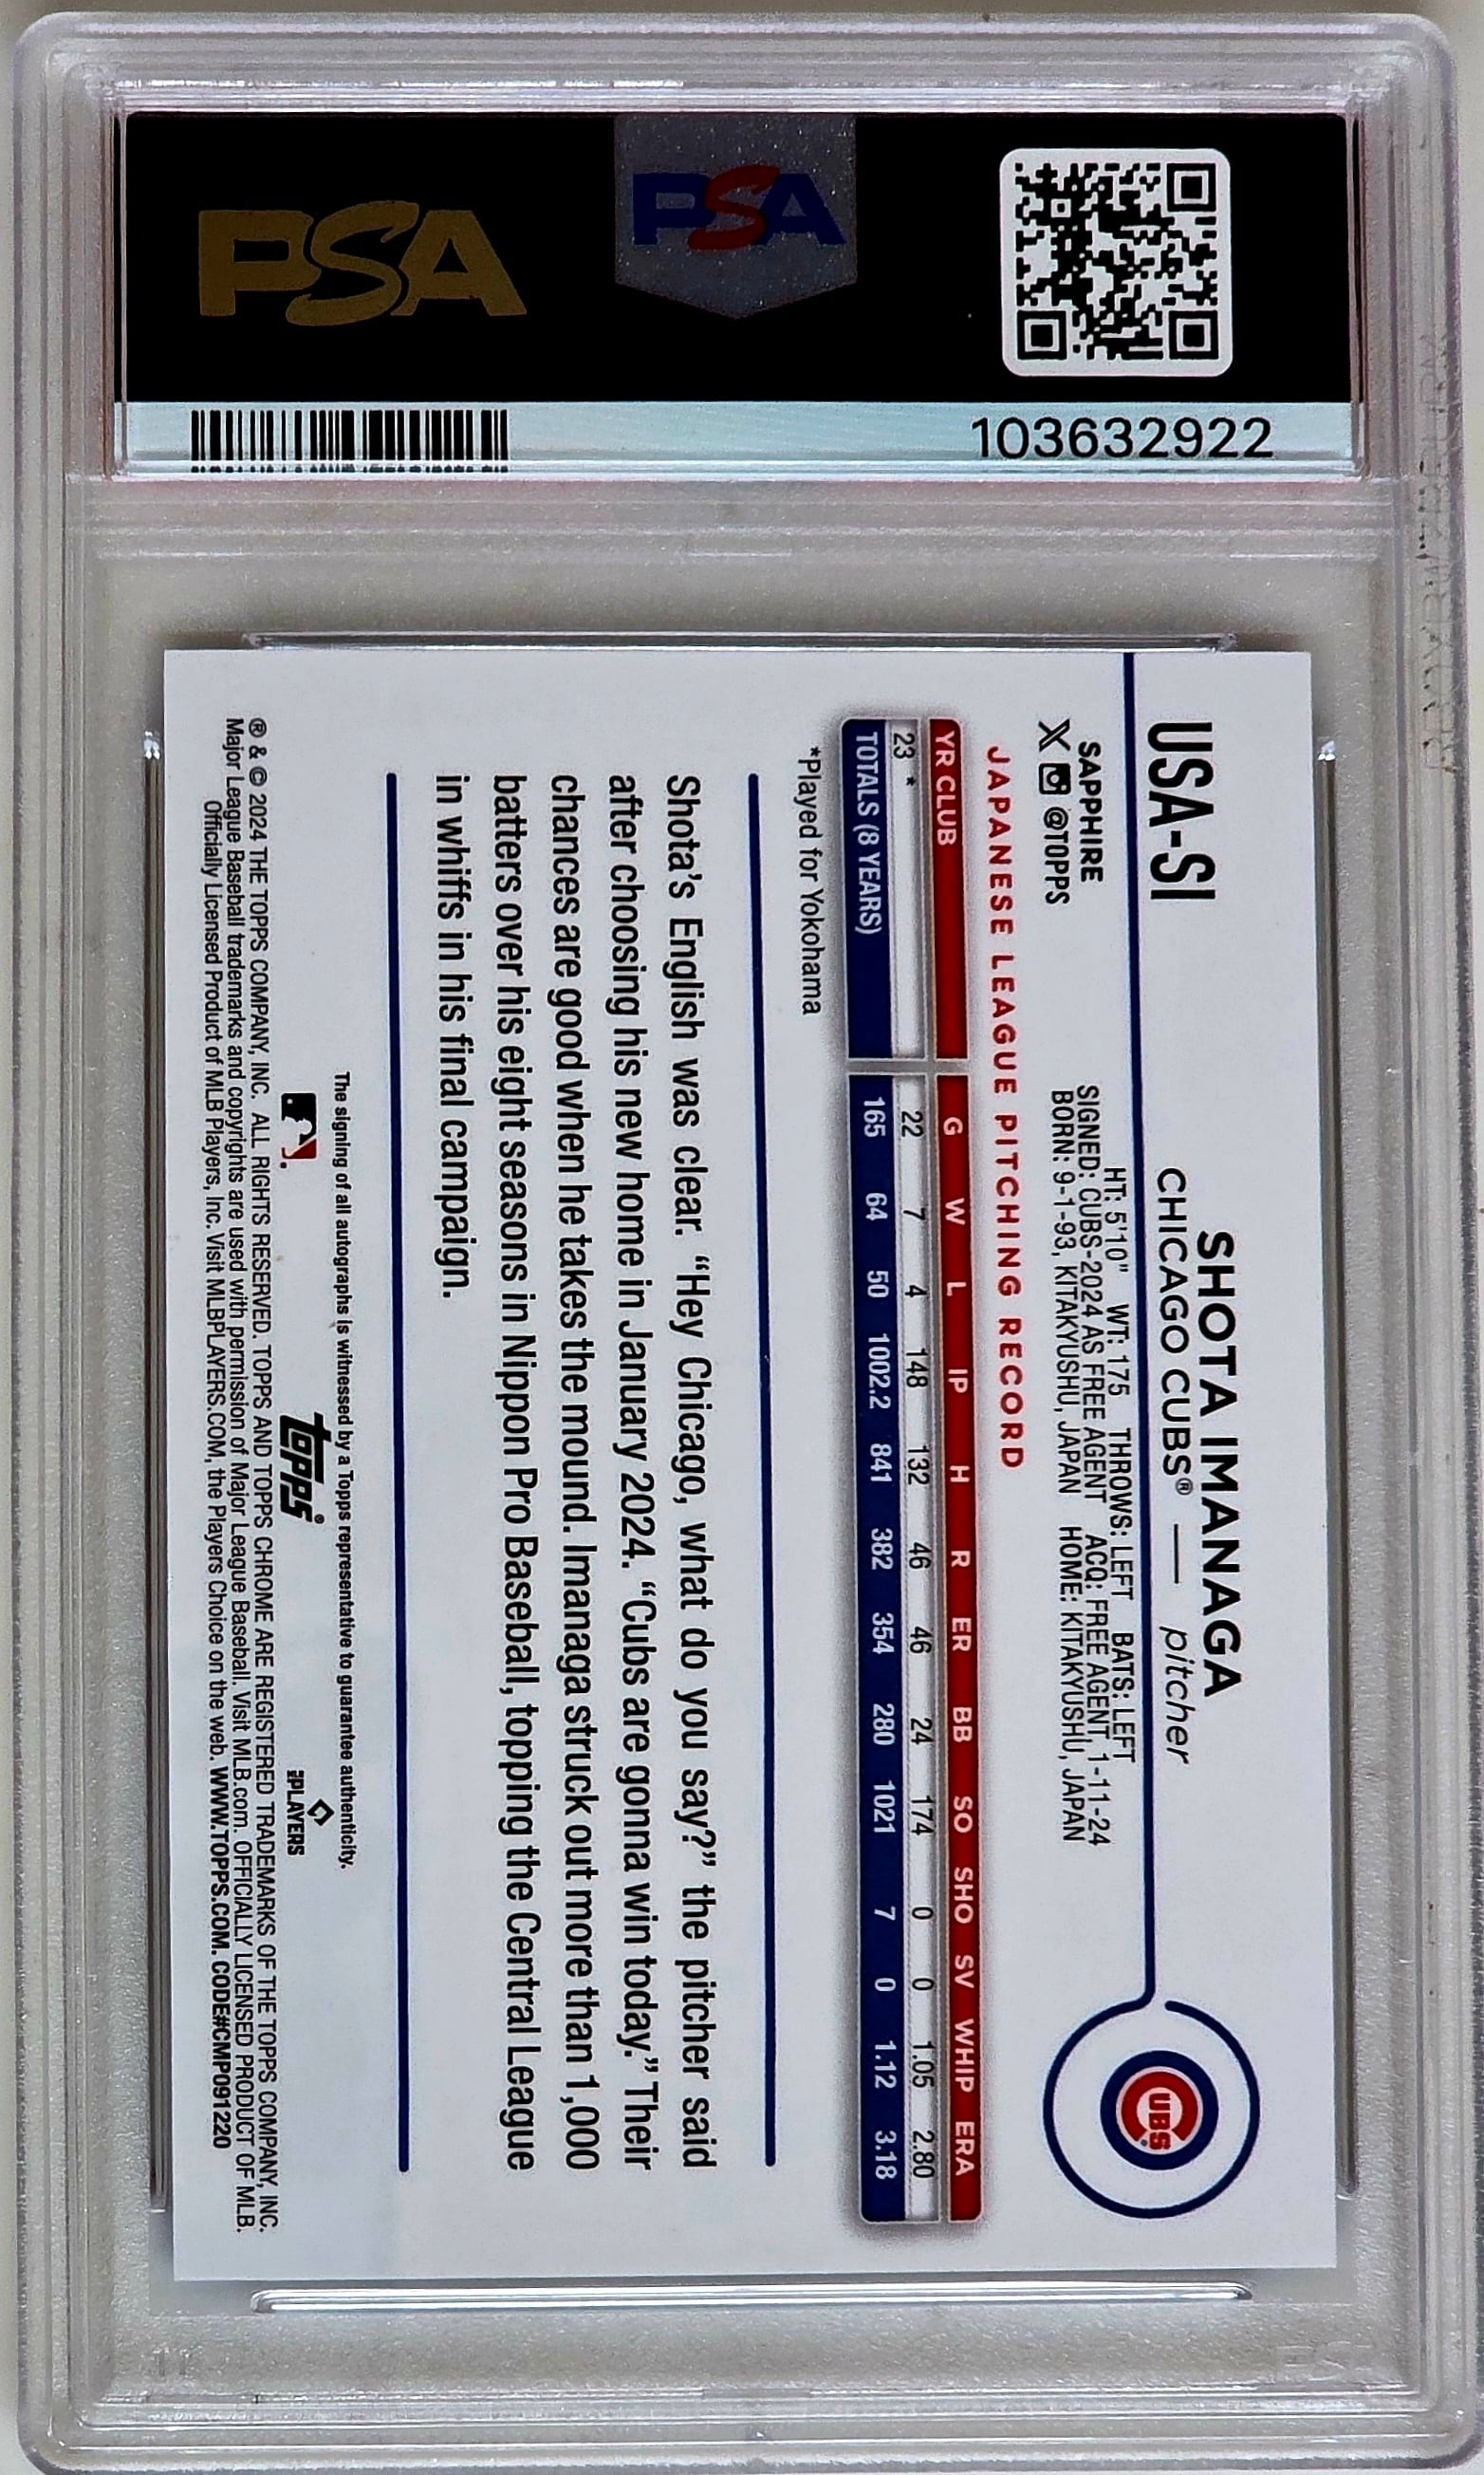 PSA
PSA
103632922
USA-SI
SHOTA IMANAGA
CHICAGO CUBS® — pitcher
SAPPHIRE
X @TOPPS
HT: 5'10" WT: 175 THROWS: LEFT BATS: LEFT
SIGNED: CUBS-2024 AS FREE AGENT ACQ: FREE AGENT, 1-11-24
BORN: 9-1-93, KITAKYUSHU, JAPAN HOME: KITAKYUSHU, JAPAN
CUBS
JAPANESE LEAGUE PITCHING RECORD
YR CLUB G W L IP H R ER BB SO SHO SV WHIP ERA
23 * 22 7 4 148 132 46 46 24 174 0 0 1.05 2.80
TOTALS (8 YEARS) 165 64 50 1002.2 841 382 354 280 1021 7 0 1.12 3.18
*Played for Yokohama
Shota's English was clear. “Hey Chicago, what do you say?” the pitcher said
after choosing his new home in January 2024. “Cubs are gonna win today.” Their
chances are good when he takes the mound. Imanaga struck out more than 1,000
batters over his eight seasons in Nippon Pro Baseball, topping the Central League
in whiffs in his final campaign.
The signing of all autographs is witnessed by a Topps representative to guarantee authenticity.
topps®
PLAYERS
® & © 2024 THE TOPPS COMPANY, INC. ALL RIGHTS RESERVED. TOPPS AND TOPPS CHROME ARE REGISTERED TRADEMARKS OF THE TOPPS COMPANY, INC.
Major League Baseball trademarks and copyrights are used with permission of Major League Baseball. Visit MLB.com. OFFICIALLY LICENSED PRODUCT OF MLB.
Officially Licensed Product of MLB Players, Inc. Visit MLBPLAYERS.COM, the Players Choice on the web. WWW.TOPPS.COM. CODE#CMP091220